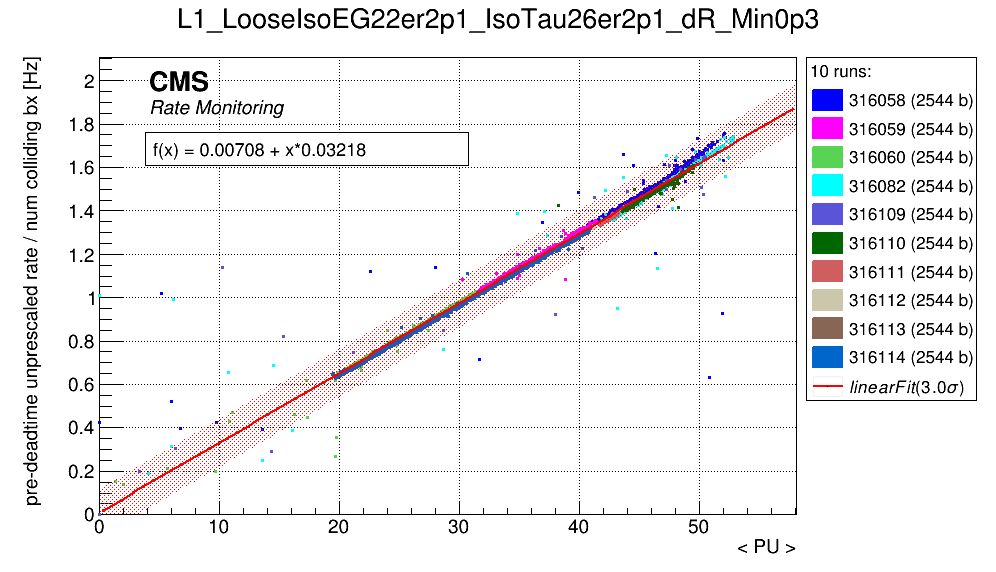 L1_LooseIsoEG22er2p1_IsoTau26er2p1_dR_Min0p3
pre-deadtime unprescaled rate / num colliding bx [Hz]
2
1.8
1.6
1.4
1.2
1
0.8
0.6
0.4
0.2
0
CMS
Rate Monitoring
f(x) = 0.00708 + x*0.03218
0 10 20 30 40 50
< PU >
10 runs:
316058 (2544 b)
316059 (2544 b)
316060 (2544 b)
316082 (2544 b)
316109 (2544 b)
316110 (2544 b)
316111 (2544 b)
316112 (2544 b)
316113 (2544 b)
316114 (2544 b)
linearFit(3.0σ)